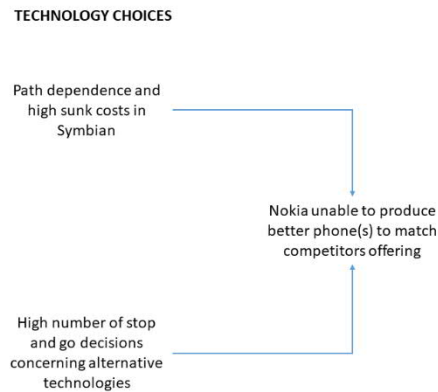 TECHNOLOGY CHOICES
Path dependence and
high sunk costs in
Symbian
Nokia unable to produce
better phone(s) to match
competitors offering
High number of stop
and go decisions
concerning alternative
technologies